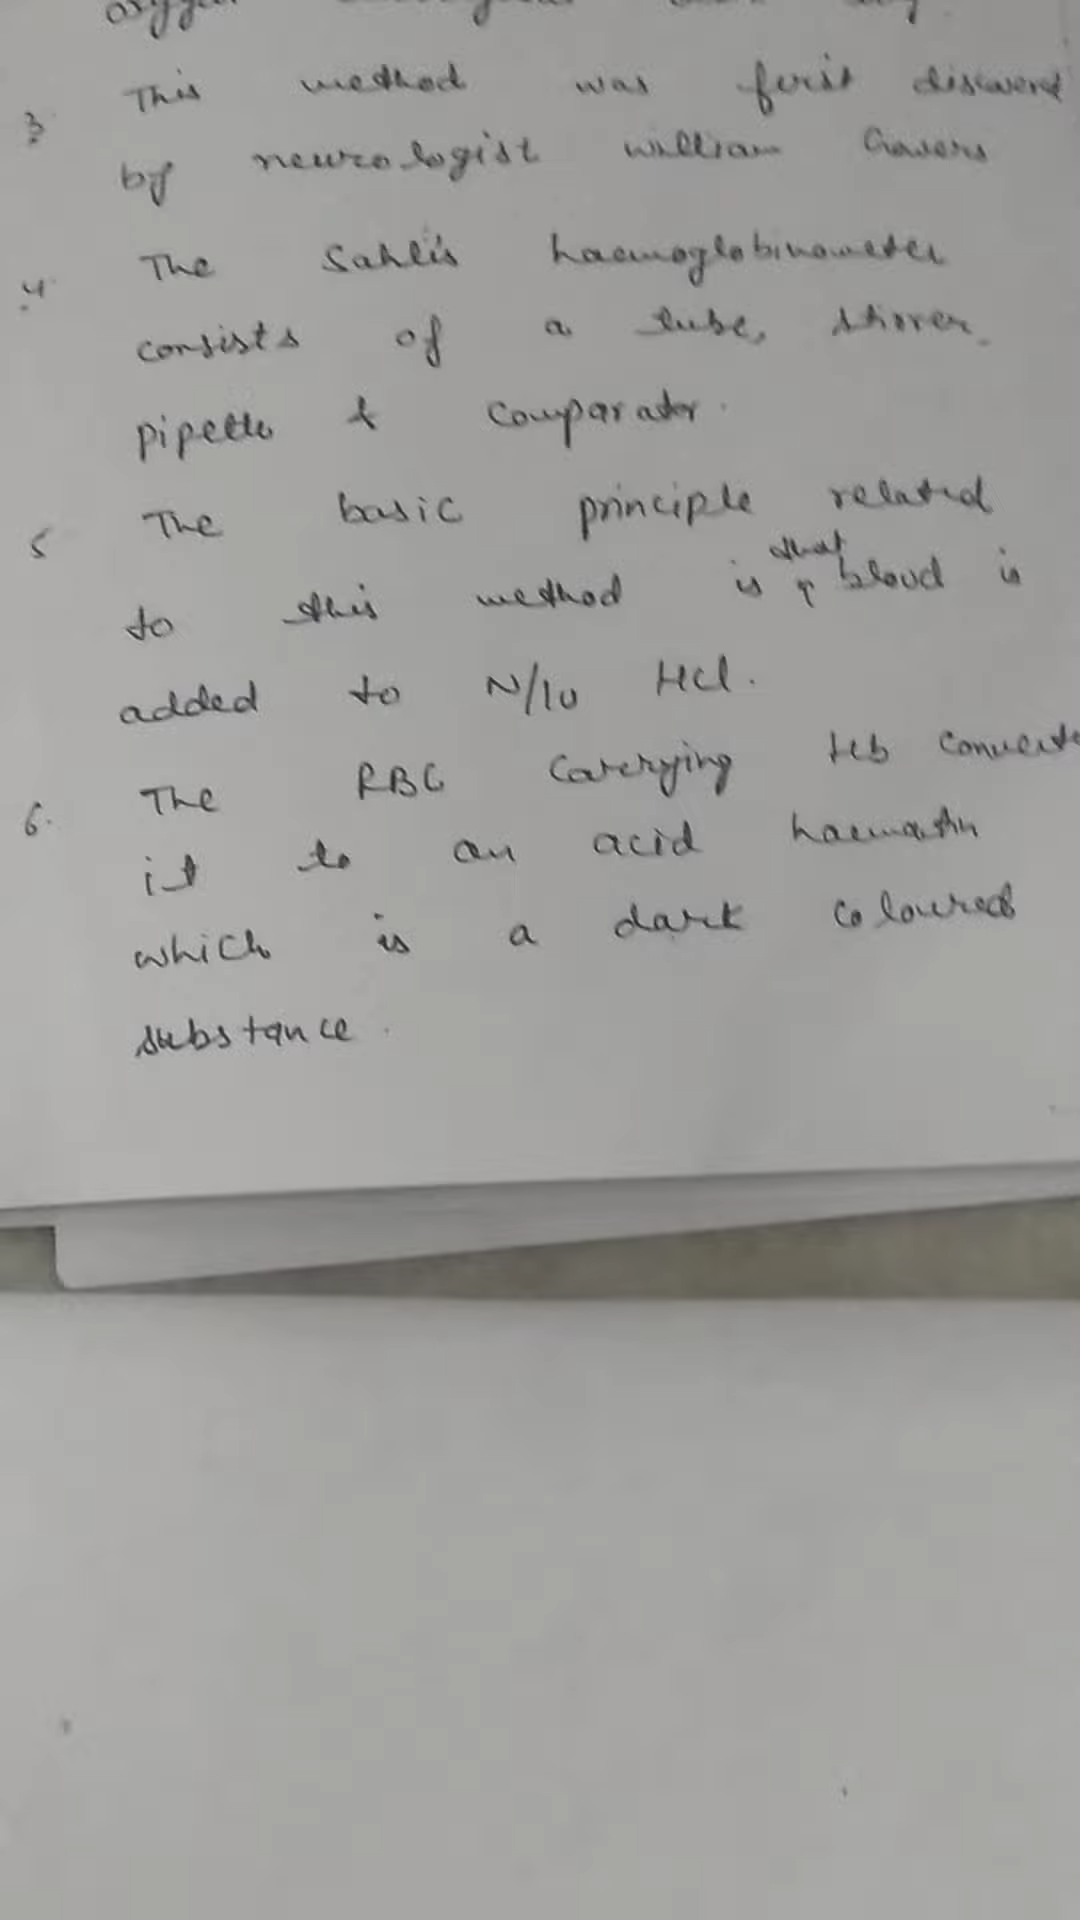 3 This method was first discovered
by neurologist william Gowers
4 The Sahli's haemoglobinometer
consists of a tube, stirrer,
pipette & comparator.
5 The basic principle related
to this method is that blood is
added to N/10 HCl.
6. The RBC carrying Hb converts
it to an acid haematin
which is a dark coloured
substance.